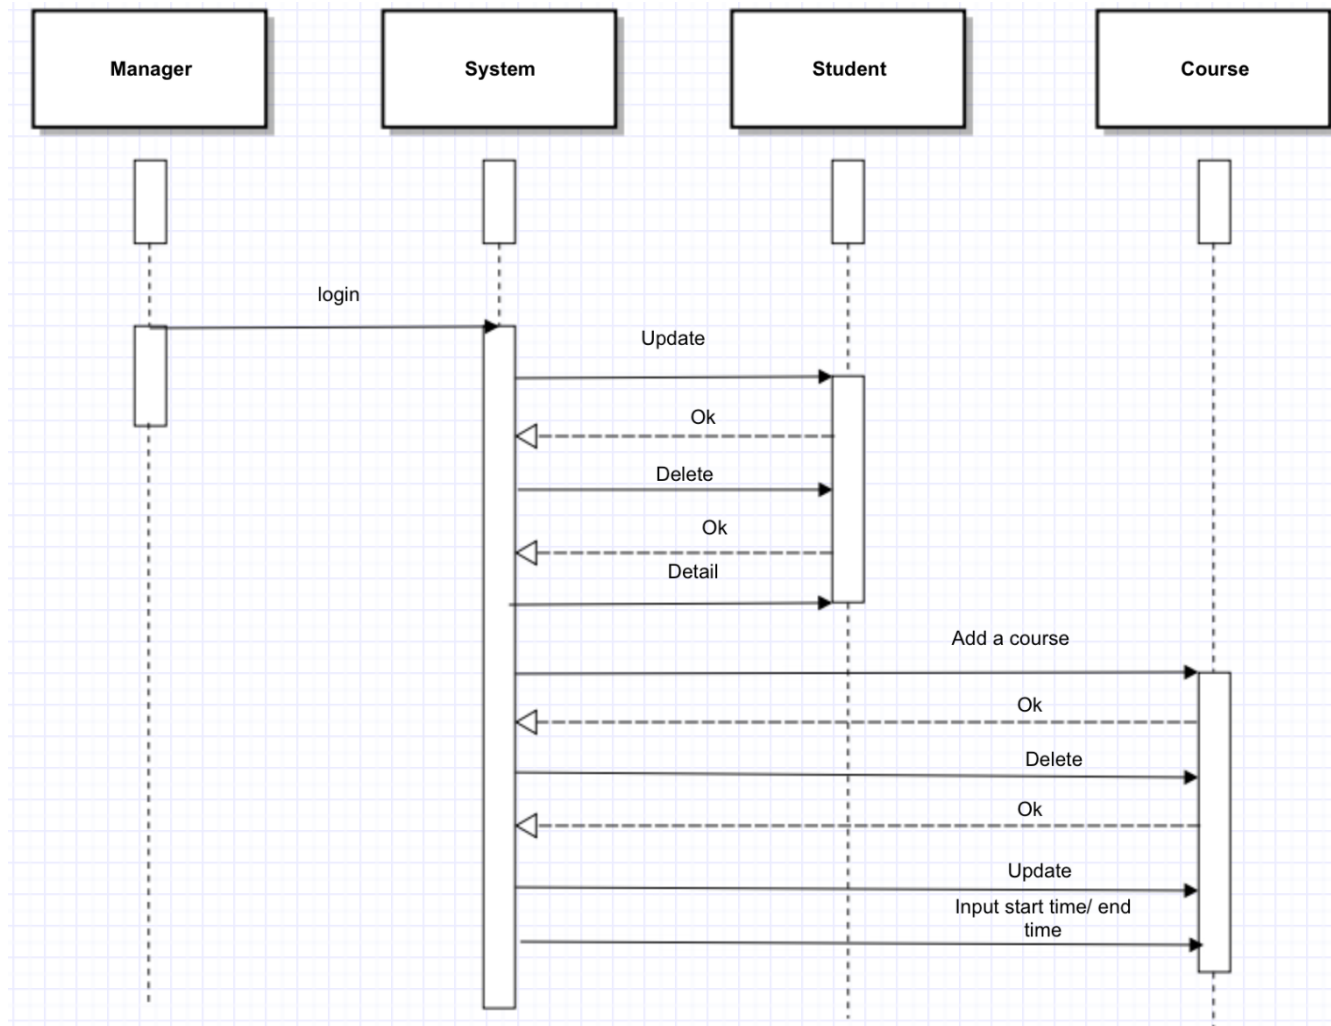 Manager
System
Student
Course
login
Update
Ok
Delete
Ok
Detail
Add a course
Ok
Delete
Ok
Update
Input start time/ end
time